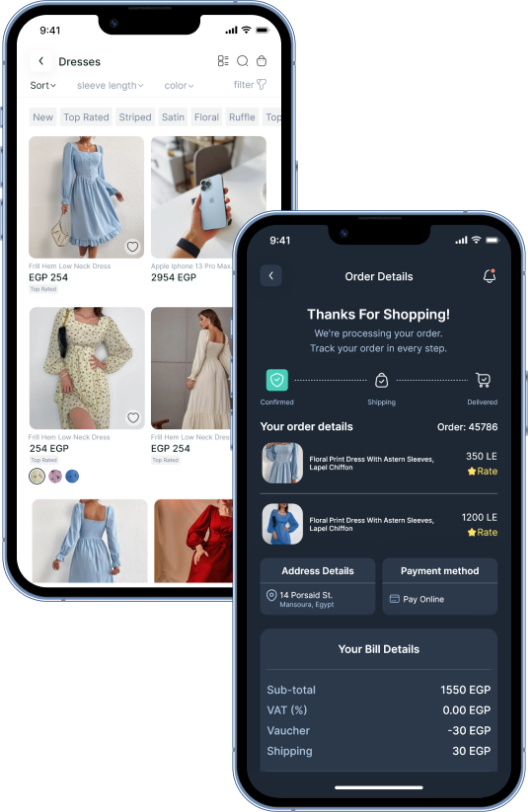 9:41
Dresses
Sort
sleeve length
color
filter
New
Top Rated
Striped
Satin
Floral
Ruffle
Top
Frill Hem Low Neck Dress
EGP 254
Top Rated
Apple Iphone 13 Pro Max,
2954 EGP
Frill Hem Low Neck Dress
254 EGP
Top Rated
Frill Hem Low Neck Dress
EGP 254
Top Rated
9:41
Order Details
Thanks For Shopping!
We're processing your order.
Track your order in every step.
Confirmed
Shipping
Delivered
Your order details
Order: 45786
Floral Print Dress With Astern Sleeves,
Lapel Chiffon
350 LE
Rate
Floral Print Dress With Astern Sleeves,
Lapel Chiffon
1200 LE
Rate
Address Details
14 Porsaid St.
Mansoura, Egypt
Payment method
Pay Online
Your Bill Details
Sub-total
1550 EGP
VAT (%)
0.00 EGP
Vaucher
-30 EGP
Shipping
30 EGP